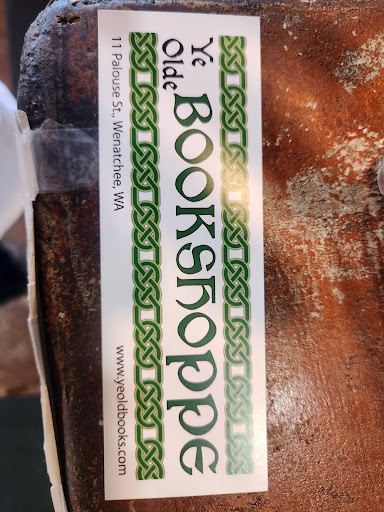 Ye
Olde
BOOKSHOPPE
11 Palouse St., Wenatchee, WA
www.yeoldbooks.com